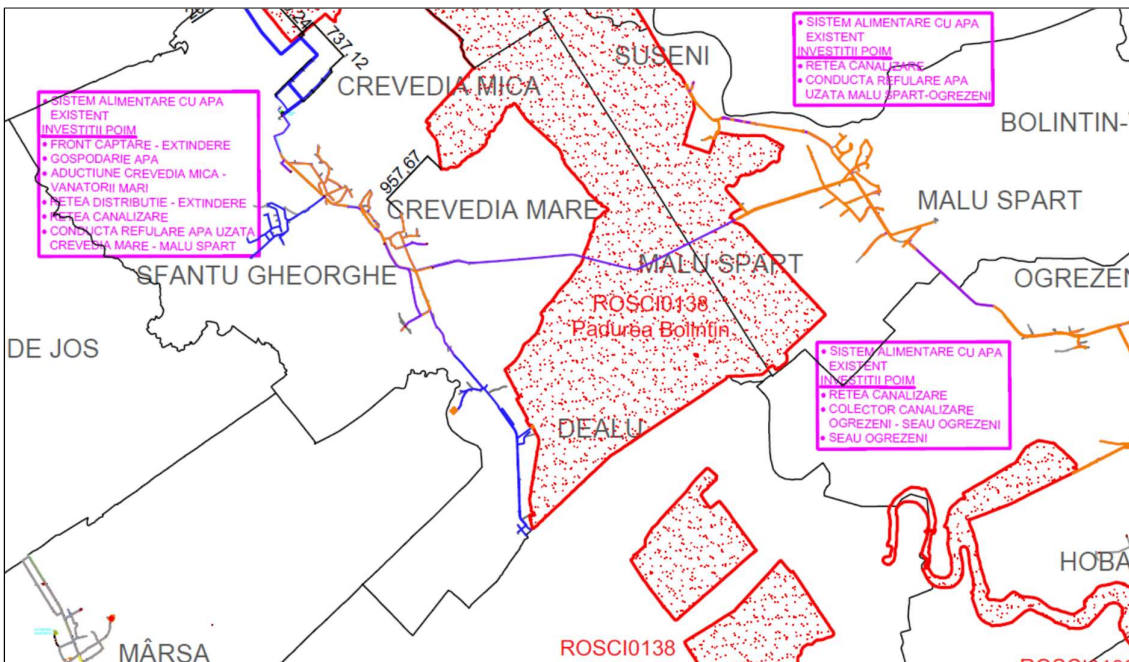 737,12
CREVEDIA MICA
SUSENI
• SISTEM ALIMENTARE CU APA
EXISTENT
INVESTITII POIM
• RETEA CANALIZARE
• CONDUCTA REFULARE APA
UZATA MALU SPART-OGREZENI
BOLINTIN-
• SISTEM ALIMENTARE CU APA
EXISTENT
INVESTITII POIM
• FRONT CAPTARE - EXTINDERE
• GOSPODARIE APA
• ADUCTIUNE CREVEDIA MICA -
VANATORII MARI
• RETEA DISTRIBUTIE - EXTINDERE
• RETEA CANALIZARE
• CONDUCTA REFULARE APA UZATA
CREVEDIA MARE - MALU SPART
957,67
CREVEDIA MARE
MALU SPART
SFANTU GHEORGHE
MALU SPART
OGREZEN
ROSCI0138
Padurea Bolintin
DE JOS
• SISTEM ALIMENTARE CU APA
EXISTENT
INVESTITII POIM
• RETEA CANALIZARE
• COLECTOR CANALIZARE
OGREZENI - SEAU OGREZENI
• SEAU OGREZENI
DEALU
HOBA
MÂRSA
ROSCI0138